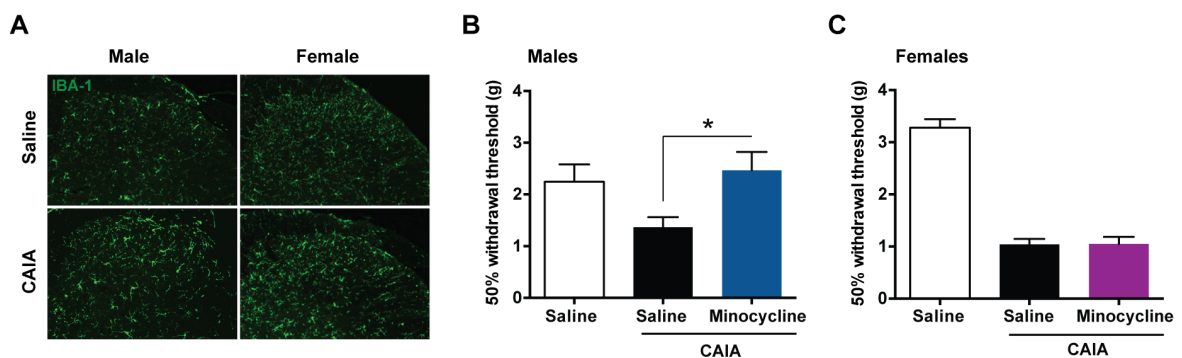 A
Male
Female
IBA-1
Saline
CAIA
B
Males
50% withdrawal threshold (g)
4
3
2
1
0
*
Saline
Saline
Minocycline
CAIA
C
Females
50% withdrawal threshold (g)
4
3
2
1
0
Saline
Saline
Minocycline
CAIA